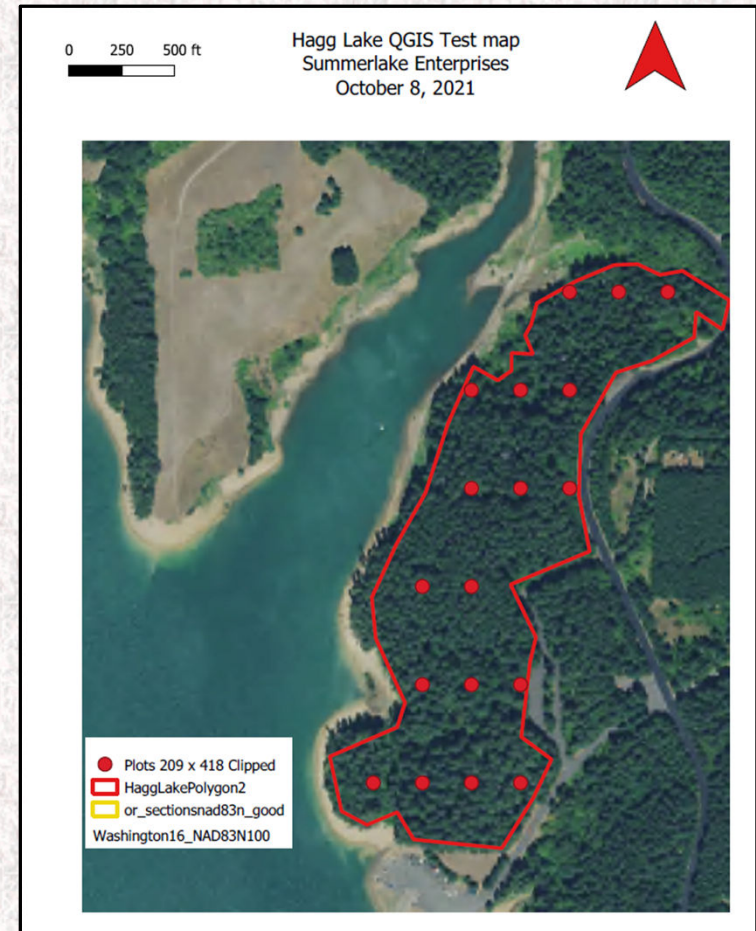 0 250 500 ft
Hagg Lake QGIS Test map
Summerlake Enterprises
October 8, 2021
Plots 209 x 418 Clipped
HaggLakePolygon2
or_sectionsnad83n_good
Washington16_NAD83N100